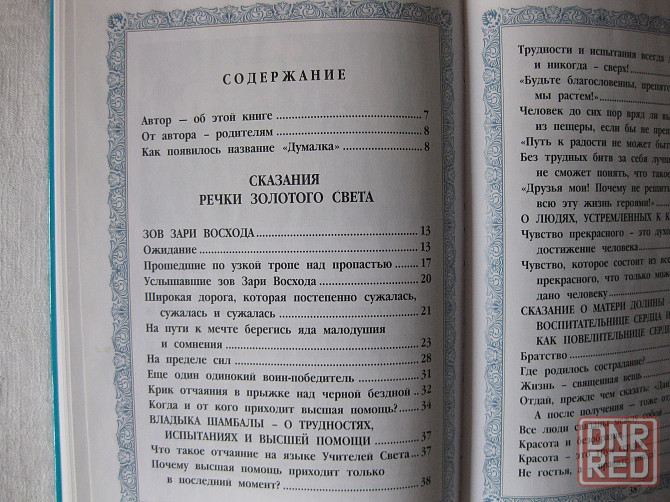 СОДЕРЖАНИЕ
Автор — об этой книге 7
От автора – родителям 8
Как появилось название «Думалка» 8
СКАЗАНИЯ
РЕЧКИ ЗОЛОТОГО СВЕТА
ЗОВ ЗАРИ ВОСХОДА 13
Ожидание 13
Прошедшие по узкой тропе над пропастью 17
Услышавшие зов Зари Восхода 20
Широкая дорога, которая постепенно сужалась,
сужалась и сужалась 21
На пути к мечте берегись яда малодушия
и сомнения 23
На пределе сил 28
Еще один одинокий воин-победитель 31
Крик отчаяния в прыжке над черной бездной 32
Когда и от кого приходит высшая помощь? 34
ВЛАДЫКА ШАМБАЛЫ – О ТРУДНОСТЯХ,
ИСПЫТАНИЯХ И ВЫСШЕЙ ПОМОЩИ 37
Что такое отчаяние на языке Учителей Света 37
Почему высшая помощь приходит только
в последний момент? 38
Трудности и испытания всегда
и никогда – сверх!
«Будьте благословенны, препят
мы растем!»
Человек до сих пор вряд ли вы
из пещеры, если бы не пре
«Путь к радости не может быт
Без трудных битв за себя лучш
не сможет понять, что такое
«Друзья мои! Почему не решить
всю эту жизнь героями!»
О ЛЮДЯХ, УСТРЕМЛЕННЫХ К К
Чувство прекрасного – это духо
достижение человека
Чувство, которое состоит из все
прекрасного, что только мож
дано человеку
СКАЗАНИЕ О МАТЕРИ ДОЛИНЫ
ВОСПИТАТЕЛЬНИЦЕ СЕРДЦА И
КАК ПОВЕЛИТЕЛЬНИЦЕ СЕРД
Братство
Где родилось сострадание?
Жизнь – священная вещь
Отдай, прежде чем сказать: «Да
А после получения – тоже от
Все люди с
Красота и безобр
Красота – это
Не гостья, а
DNR
RED